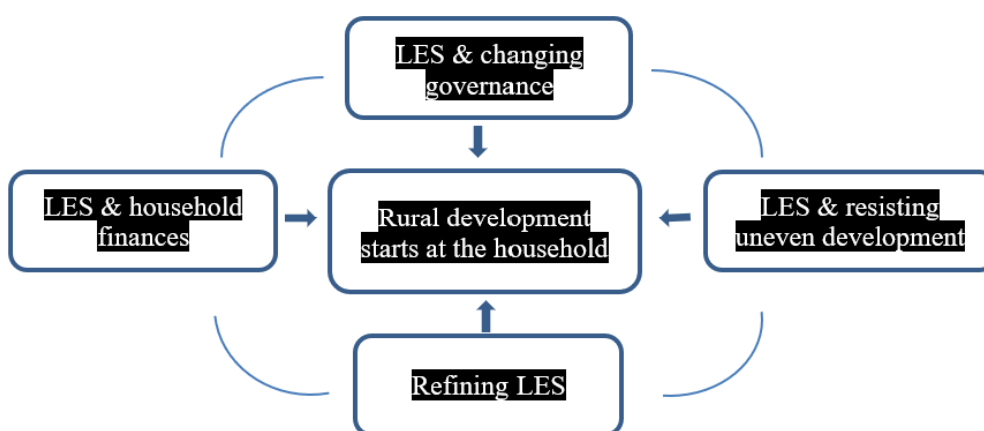 LES & changing
governance
LES & household
finances
Rural development
starts at the household
LES & resisting
uneven development
Refining LES